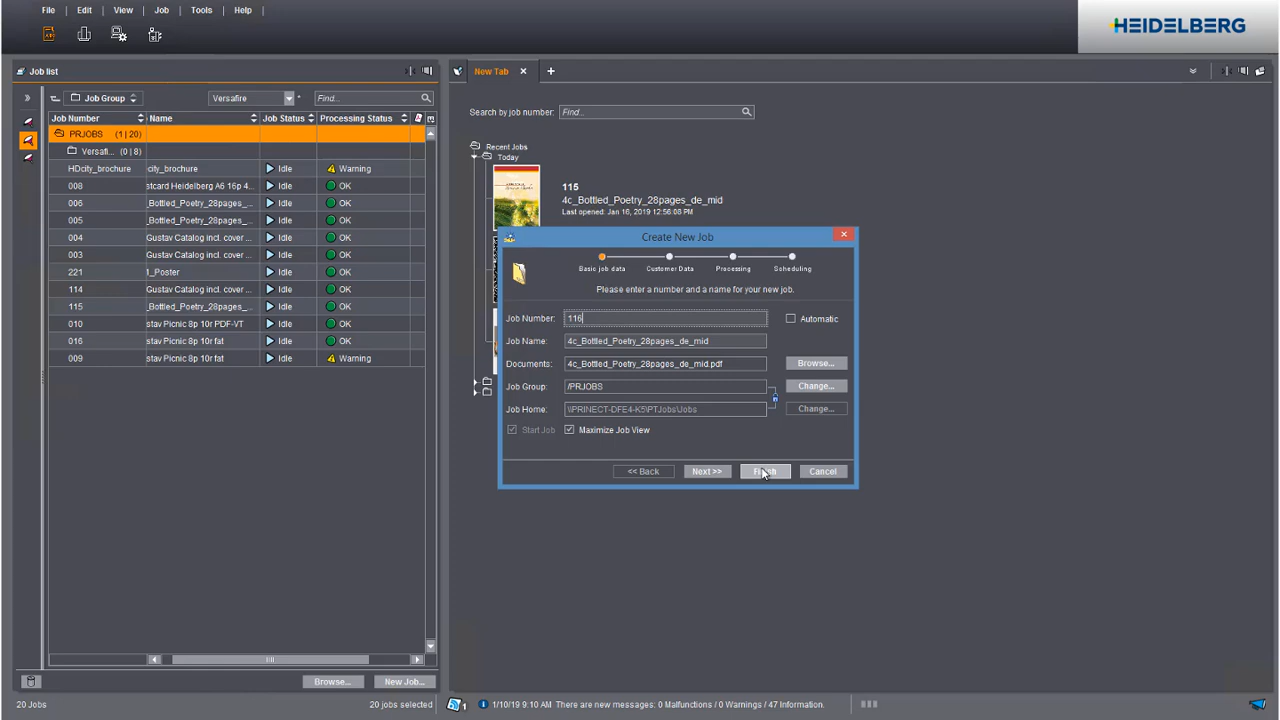 File Edit View Job Tools Help
HEIDELBERG
Job list
New Tab
Job Group
Versafire
*
Find...
Search by job number: Find...
Job Number Name Job Status Processing Status
PRJOBS (1 | 20)
Versafi... (0 | 8)
HDcity_brochure city_brochure Idle Warning
008 stcard Heidelberg A6 16p 4... Idle OK
006 _Bottled_Poetry_28pages_... Idle OK
005 _Bottled_Poetry_28pages_... Idle OK
004 Gustav Catalog incl. cover ... Idle OK
003 Gustav Catalog incl. cover ... Idle OK
221 1_Poster Idle OK
114 Gustav Catalog incl. cover ... Idle OK
115 _Bottled_Poetry_28pages_... Idle OK
010 stav Picnic 8p 10r PDF-VT Idle OK
016 stav Picnic 8p 10r fat Idle OK
009 stav Picnic 8p 10r fat Idle Warning
Recent Jobs
Today
115
4c_Bottled_Poetry_28pages_de_mid
Last opened: Jan 16, 2019 12:56:08 PM
Create New Job
Basic job data Customer Data Processing Scheduling
Please enter a number and a name for your new job.
Job Number: 116 Automatic
Job Name: 4c_Bottled_Poetry_28pages_de_mid
Documents: 4c_Bottled_Poetry_28pages_de_mid.pdf Browse...
Job Group: /PRJOBS Change...
Job Home: \\PRINECT-DFE4-K5\PTJobs\Jobs Change...
Start Job Maximize Job View
<< Back Next >> Finish Cancel
Browse... New Job...
20 Jobs 20 jobs selected
1 1/10/19 9:10 AM There are new messages: 0 Malfunctions / 0 Warnings / 47 Information.